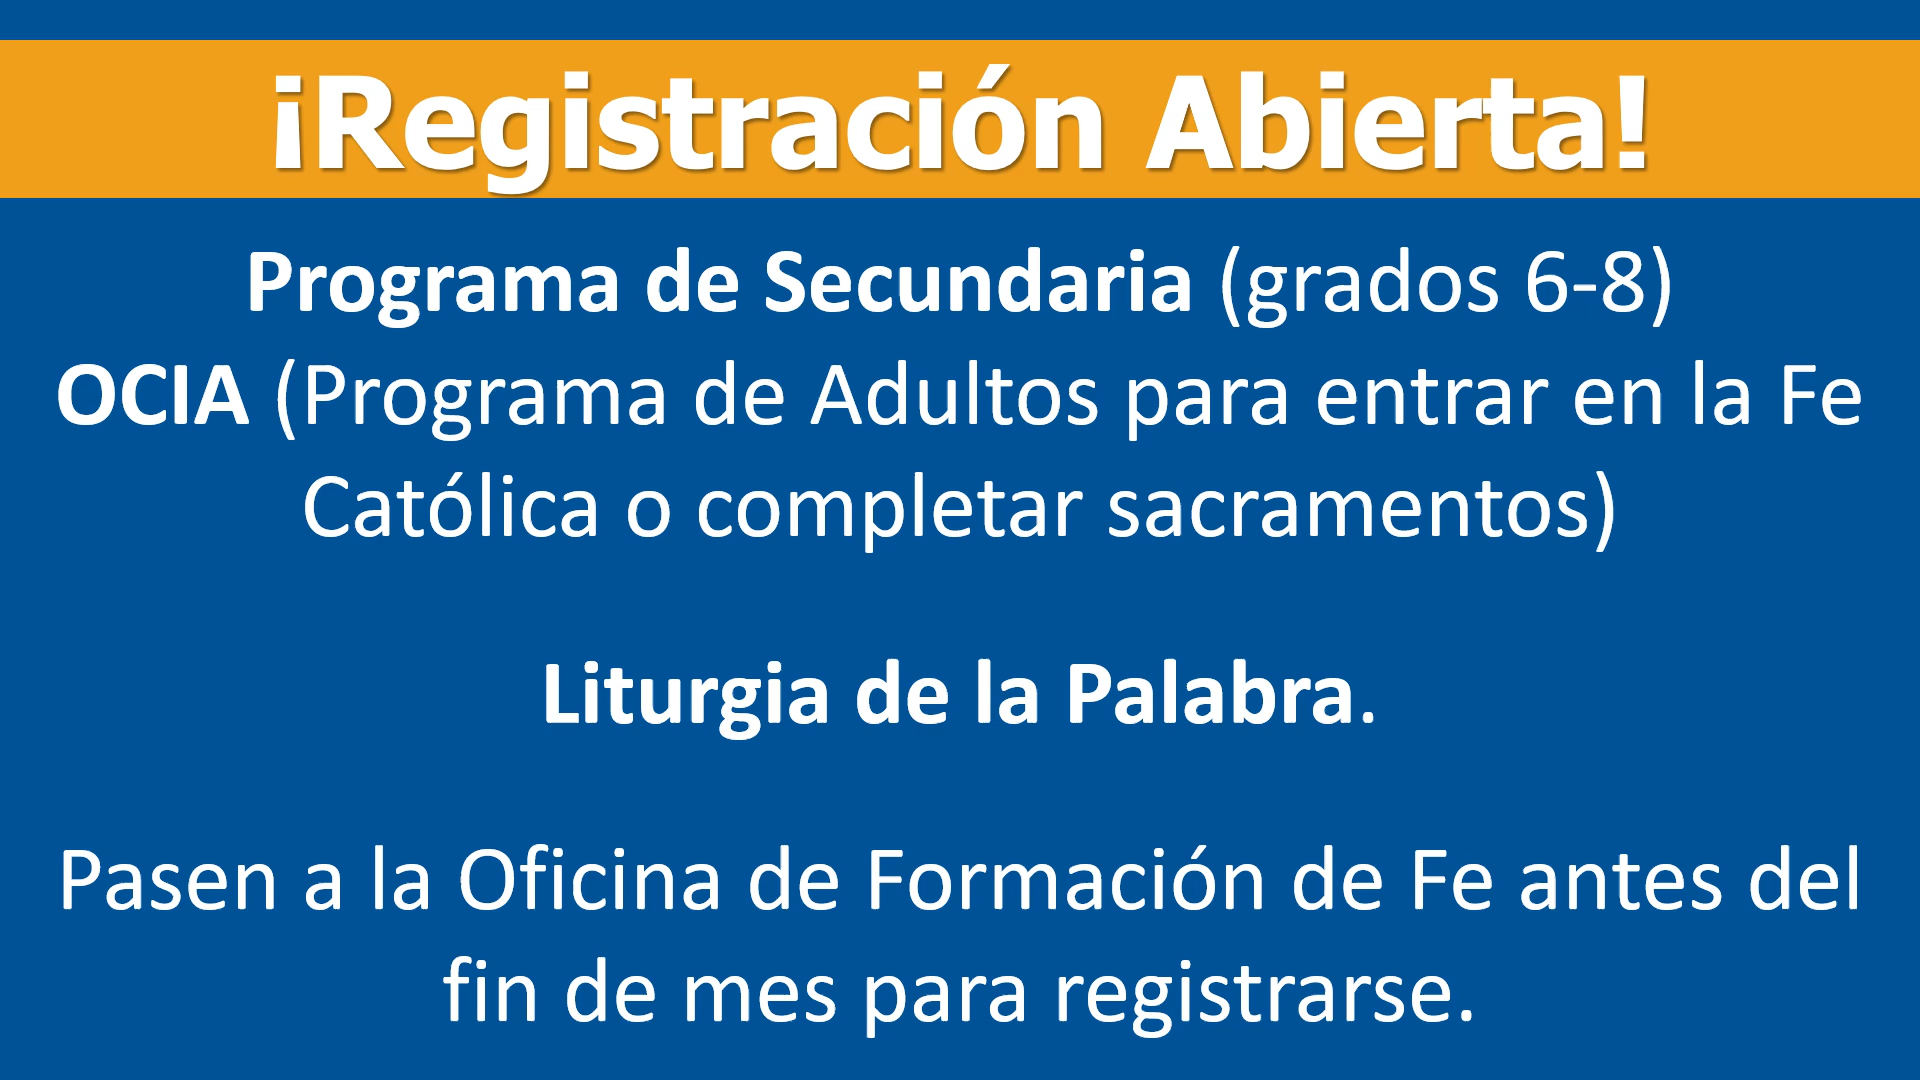 ¡Registración Abierta!
Programa de Secundaria (grados 6-8)
OCIA (Programa de Adultos para entrar en la Fe
Católica o completar sacramentos)
Liturgia de la Palabra.
Pasen a la Oficina de Formación de Fe antes del
fin de mes para registrarse.